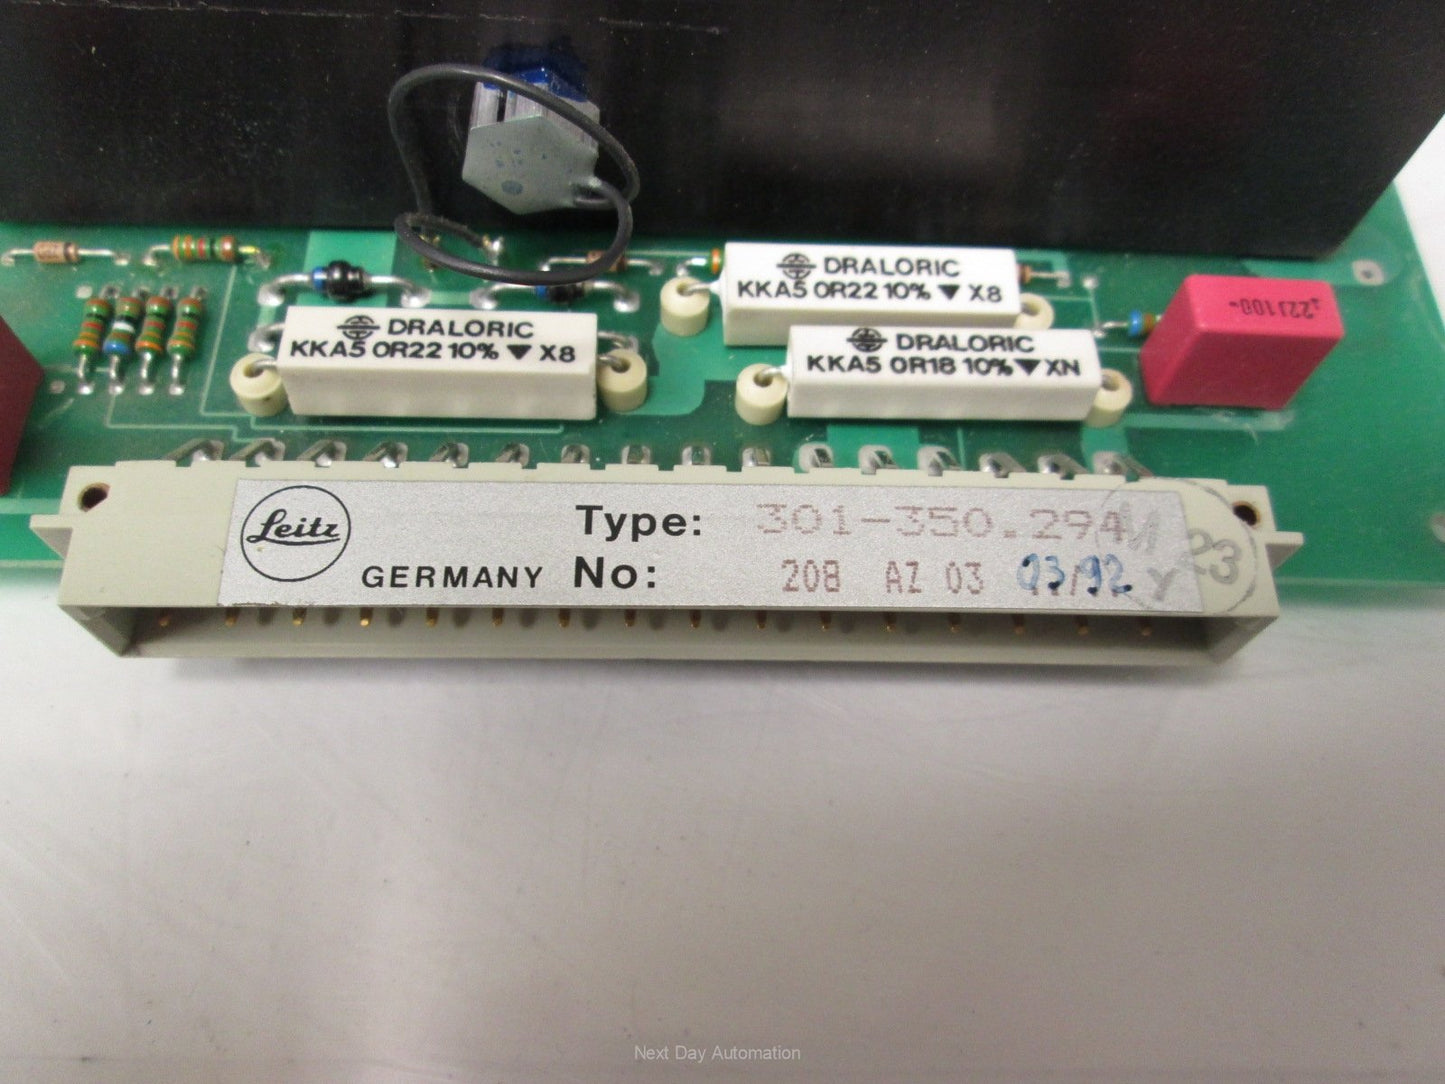 DRALORIC
KKA5 0R22 10% ▼ X8
DRALORIC
KKA5 0R22 10% ▼ X8
DRALORIC
KKA5 0R18 10% ▼ XN
Leitz
GERMANY
Type: 301-350.294
No: 208 AZ 03 03/92
M 23
Y
Next Day Automation